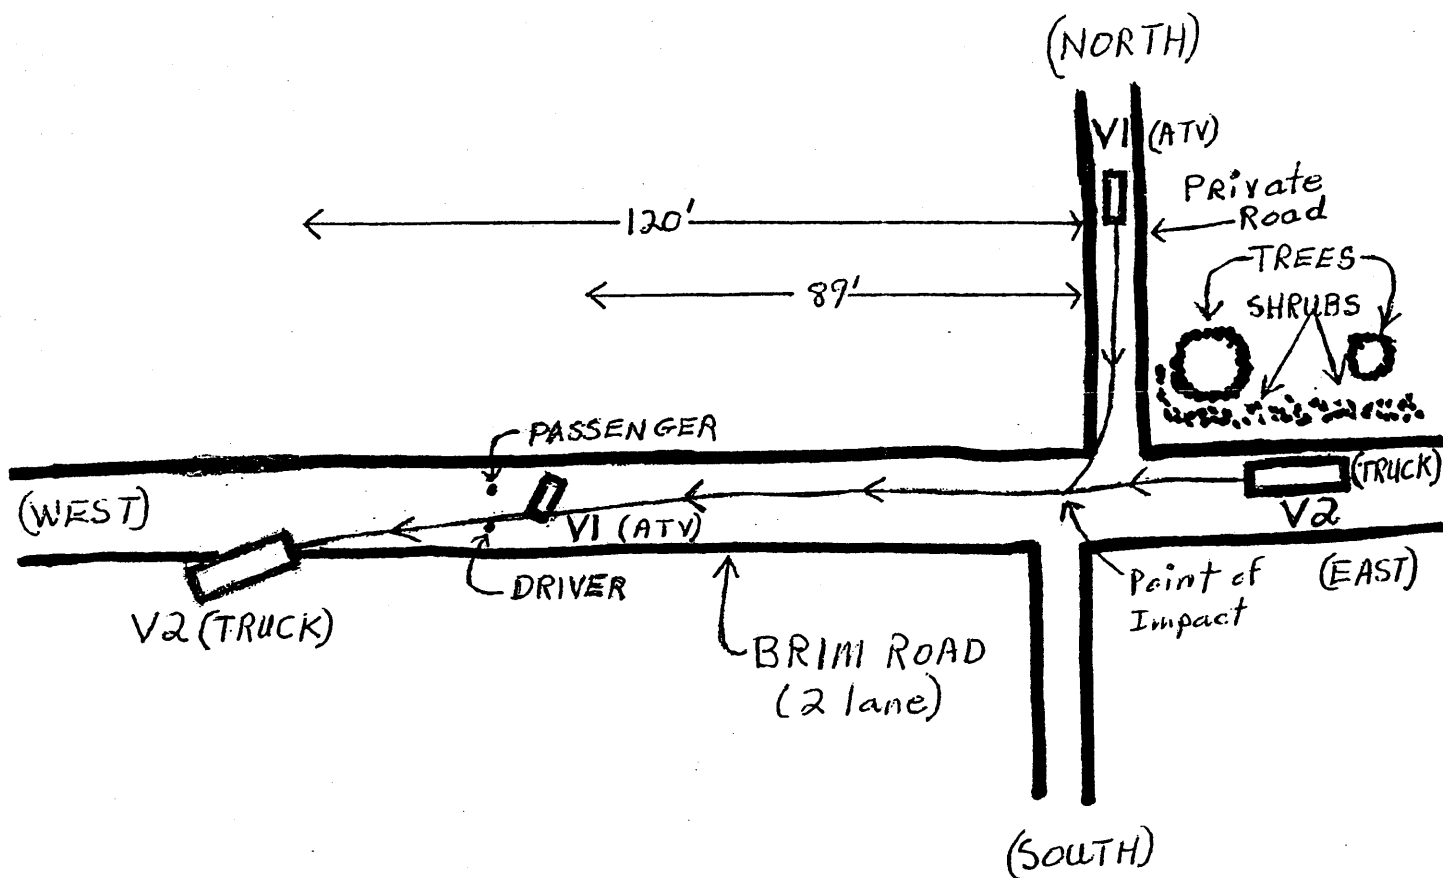 (NORTH)
V1 (ATV)
Private
Road
120'
TREES
89'
SHRUBS
PASSENGER
(WEST)
(TRUCK)
V2
V1 (ATV)
DRIVER
Point of
Impact
(EAST)
V2 (TRUCK)
BRIM ROAD
(2 lane)
(SOUTH)